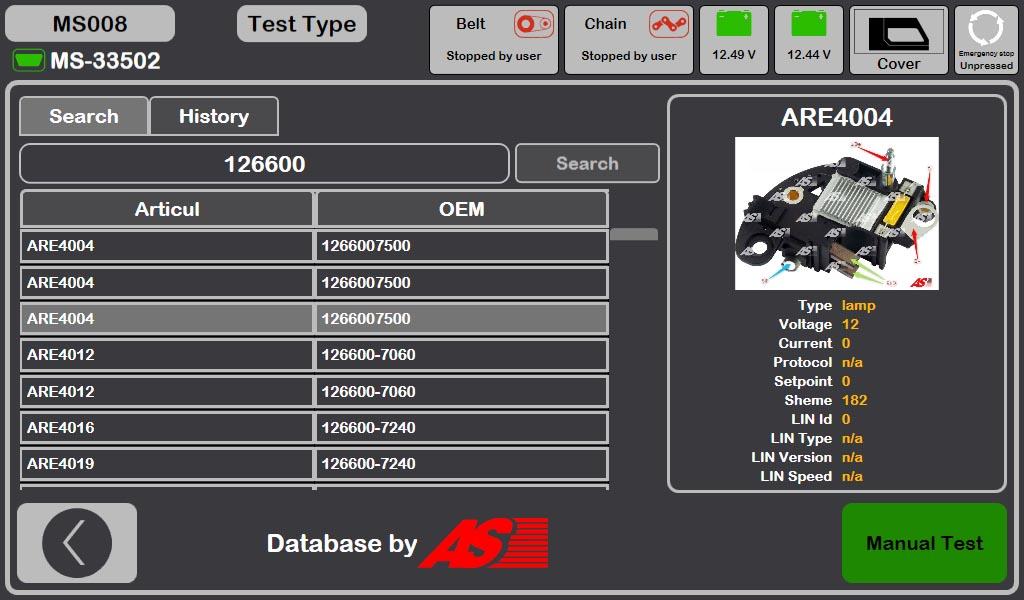 MS008
Test Type
Belt
Stopped by user
Chain
Stopped by user
12.49 V
12.44 V
Cover
Emergency stop
Unpressed
MS-33502
Search
History
126600
Search
Articul OEM
ARE4004 1266007500
ARE4004 1266007500
ARE4004 1266007500
ARE4012 126600-7060
ARE4012 126600-7060
ARE4016 126600-7240
ARE4019 126600-7240
ARE4004
AS
Type lamp
Voltage 12
Current 0
Protocol n/a
Setpoint 0
Sheme 182
LIN Id 0
LIN Type n/a
LIN Version n/a
LIN Speed n/a
Database by AS
Manual Test